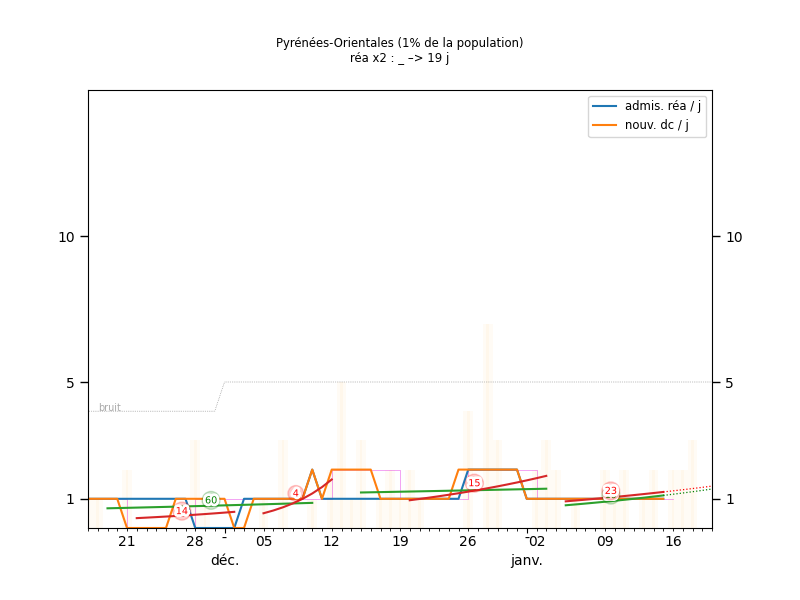 Pyrénées-Orientales (1% de la population)
réa x2 : _ –> 19 j
admis. réa / j
nouv. dc / j
10 10
5 5
bruit
1 1
14 60 4 15 23
21 28 - 05 12 19 26 -02 09 16
déc. janv.